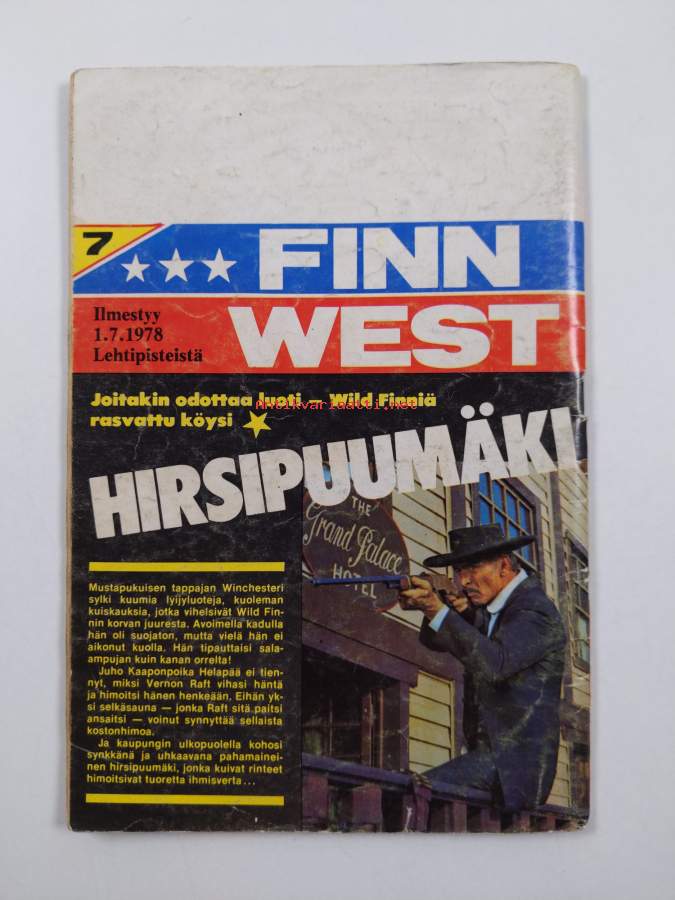 7
FINN
WEST
Ilmestyy
1.7.1978
Lehtipisteistä
Joitakin odottaa luoti — Wild Finniä
rasvattu köysi
Antikvariaatti.net
HIRSIPUUMÄKI
THE
Grand Palace
HOTEL
Mustapukuisen tappajan Winchesteri
sylki kuumia lyijyluoteja, kuoleman
kuiskauksia, jotka vihelsivät Wild Fin-
nin korvan juuresta. Avoimella kadulla
hän oli suojaton, mutta vielä hän ei
aikonut kuolla. Hän tipauttaisi sala-
ampujan kuin kanan orrelta!
Juho Kaaponpoika Helapää ei tien-
nyt, miksi Vernon Raft vihasi häntä
ja himoitsi hänen henkeään. Eihän yk-
si selkäsauna — jonka Raft sitä paitsi
ansaitsi — voinut synnyttää sellaista
kostonhimoa.
Ja kaupungin ulkopuolella kohosi
synkkänä ja uhkaavana pahamainei-
nen hirsipuumäki, jonka kuivat rinteet
himoitsivat tuoretta ihmisverta...